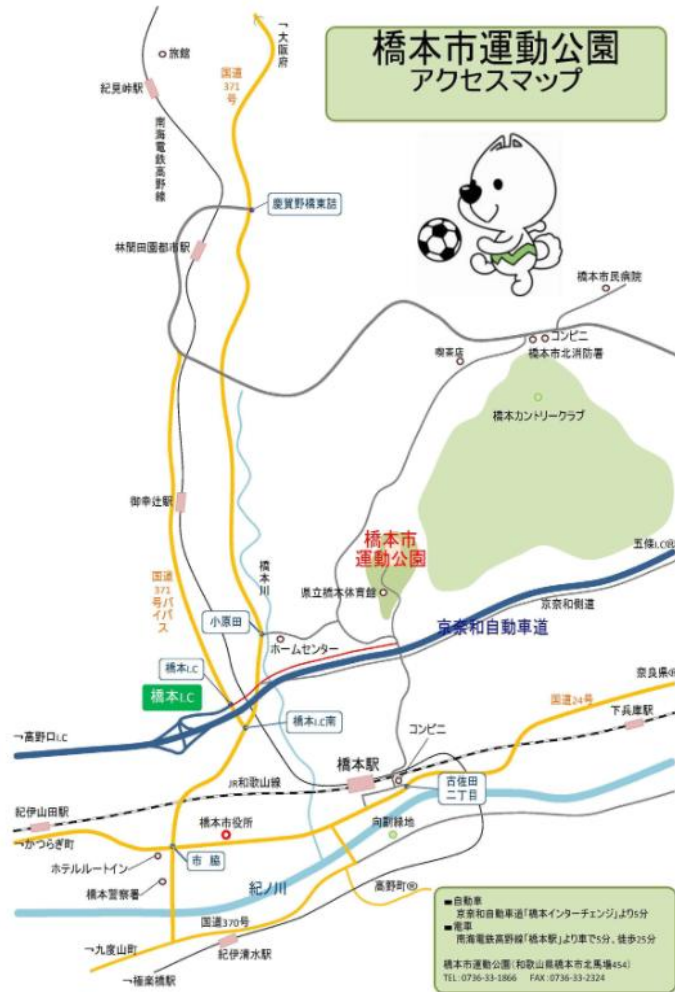 橋本市運動公園
アクセスマップ
→大阪府
旅館
国道
371
号
紀見峠駅
南海電鉄高野線
慶賀野橋東詰
林間田園都市駅
橋本市民病院
コンビニ
喫茶店
橋本市北消防署
橋本カントリークラブ
御幸辻駅
橋本市
運動公園
五條I.C㊝
国道
371
号バイ
パス
橋本川
県立橋本体育館
京奈和側道
小原田
京奈和自動車道
ホームセンター
橋本I.C
橋本I.C
奈良県㊝
国道24号
橋本I.C南
下兵庫駅
コンビニ
→高野口I.C
橋本駅
JR和歌山線
古佐田
二丁目
紀伊山田駅
橋本市役所
向副緑地
→かつらぎ町
市 脇
ホテルルートイン
橋本警察署
紀ノ川
高野町㊝
国道370号
→九度山町
紀伊清水駅
→極楽橋駅
■自動車
京奈和自動車道「橋本インターチェンジ」より5分
■電車
南海電鉄高野線「橋本駅」より車で5分、徒歩25分
橋本市運動公園(和歌山県橋本市北馬場454)
TEL:0736-33-1866 FAX:0736-33-2324